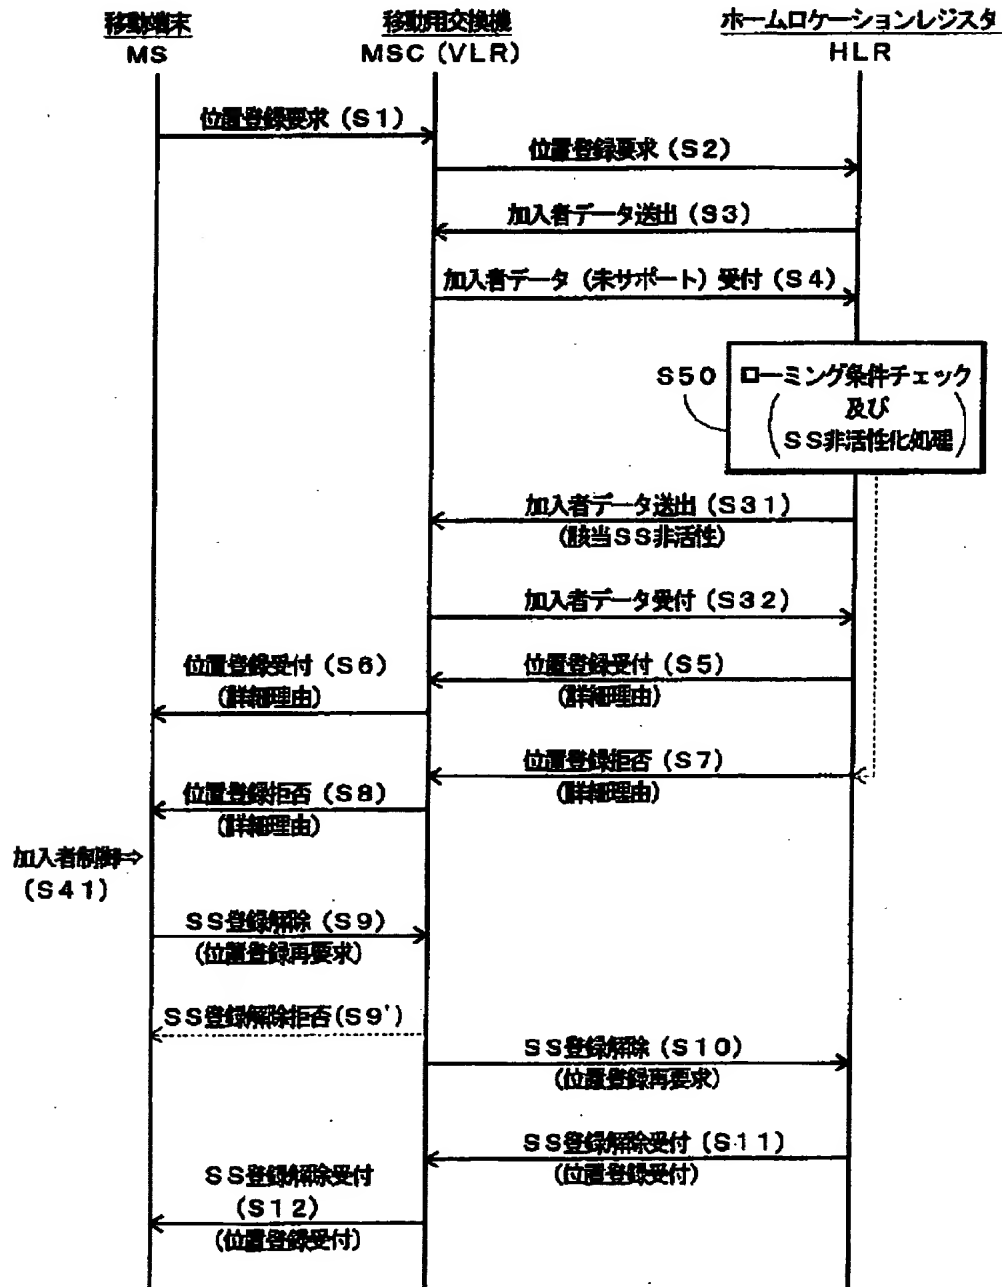 移動端末
MS
移動用交換機
MSC(VLR)
ホームロケーションレジスタ
HLR
位置登録要求(S1)
位置登録要求(S2)
加入者データ送出(S3)
加入者データ(未サポート)受付(S4)
S50
ローミング条件チェック
及び
(SS非活性化処理)
加入者データ送出(S31)
(該当SS非活性)
加入者データ受付(S32)
位置登録受付(S6)
(詳細理由)
位置登録受付(S5)
(詳細理由)
位置登録拒否(S7)
(詳細理由)
位置登録拒否(S8)
(詳細理由)
加入者制御⇒
(S41)
SS登録解除(S9)
(位置登録再要求)
SS登録解除拒否(S9')
SS登録解除(S10)
(位置登録再要求)
SS登録解除受付(S11)
(位置登録受付)
SS登録解除受付
(S12)
(位置登録受付)